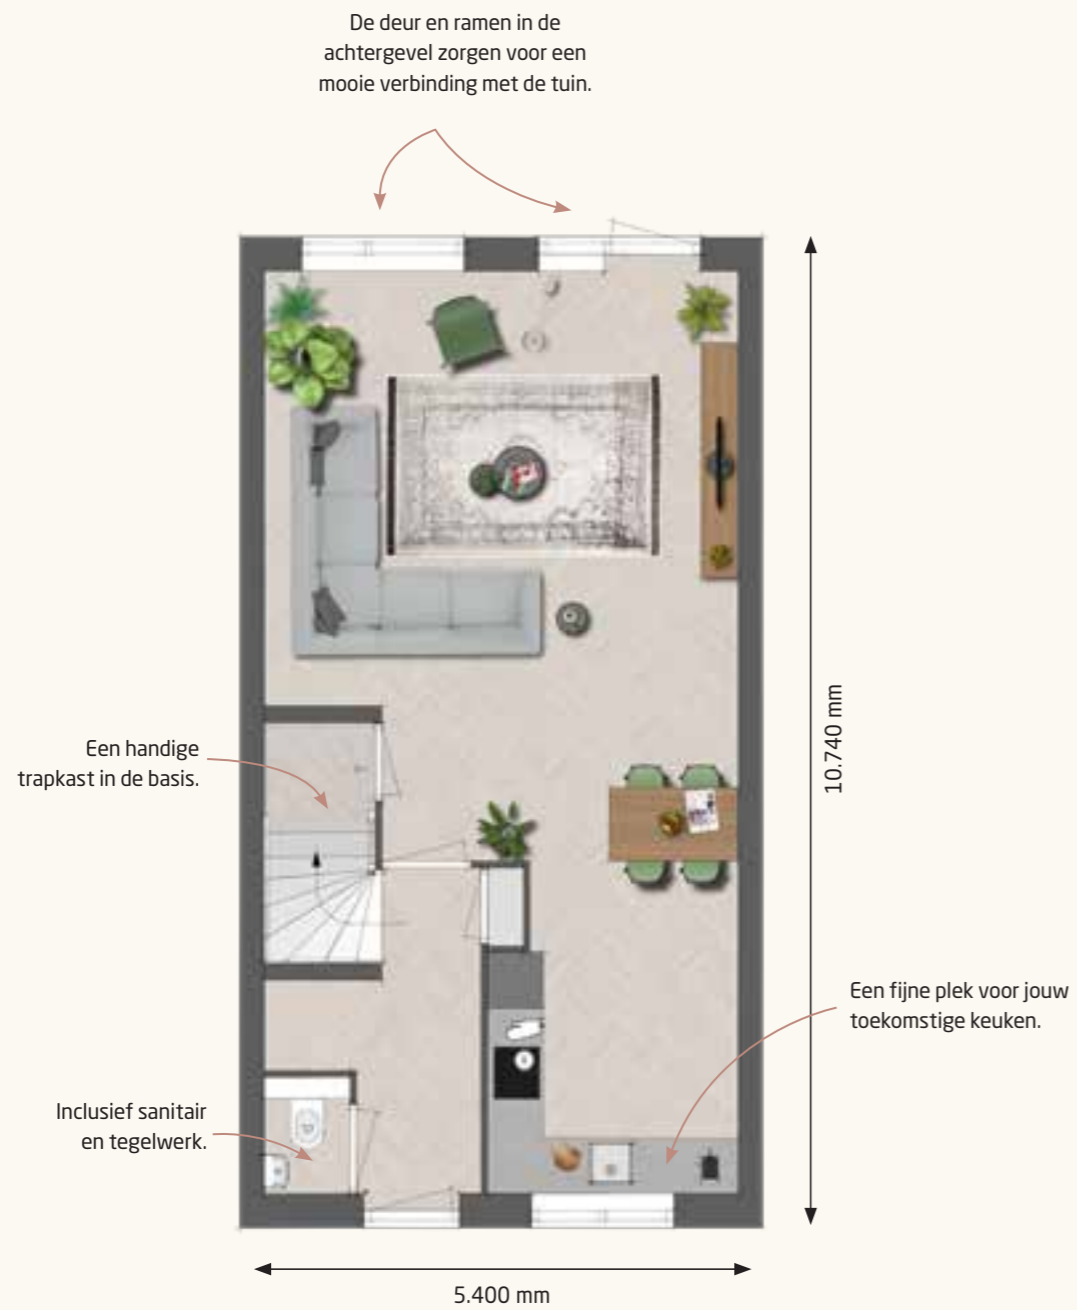 De deur en ramen in de
achtergevel zorgen voor een
mooie verbinding met de tuin.
10.740 mm
Een handige
trapkast in de basis.
Een fijne plek voor jouw
toekomstige keuken.
Inclusief sanitair
en tegelwerk.
5.400 mm